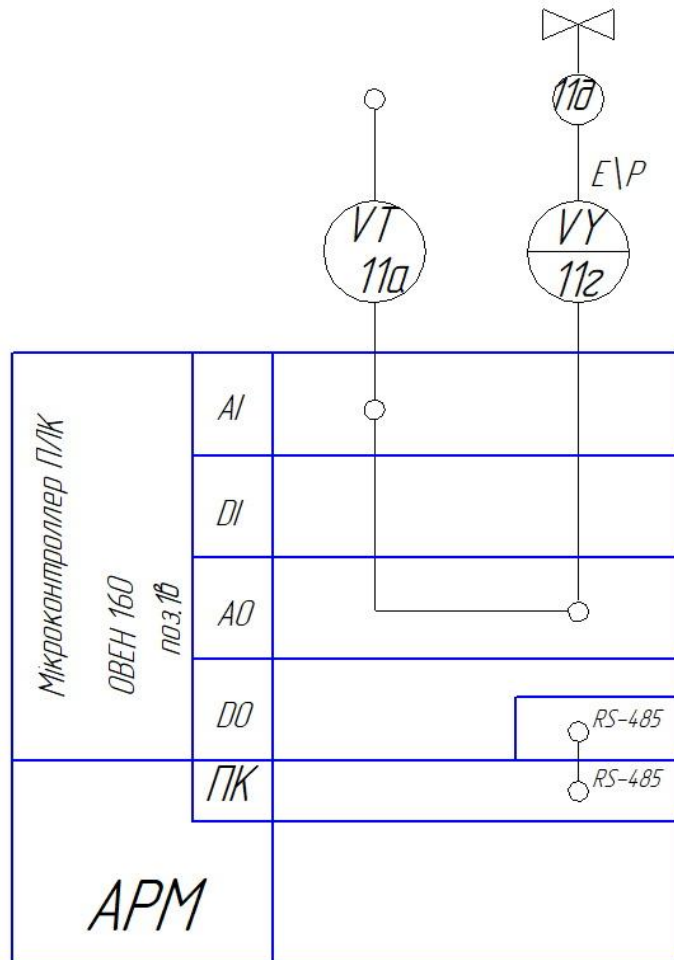 11д
E\P
VT
11а
VY
11г
Мікроконтроллер ПЛК
ОВЕН 160
поз.1в
AI
DI
AO
DO
RS-485
ПК
RS-485
АРМ